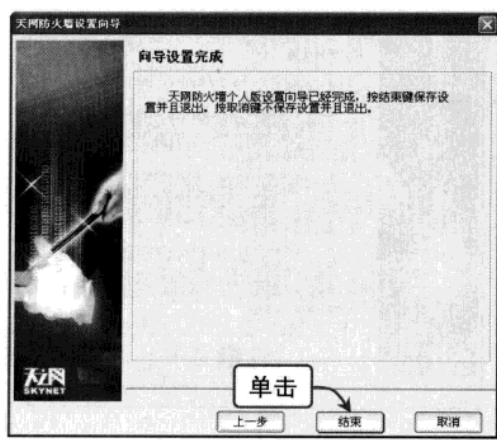 天网防火墙设置向导
向导设置完成
天网防火墙个人版设置向导已经完成，按结束键保存设
置并且退出。按取消键不保存设置并且退出。
天网
SKYNET
单击
上一步
结束
取消